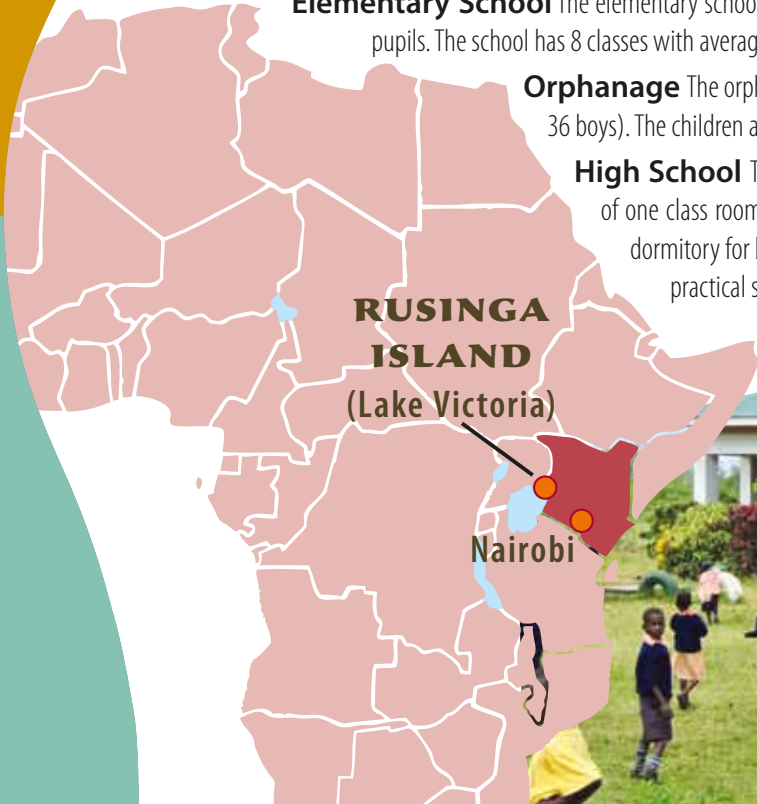 Elementary School The elementary school
pupils. The school has 8 classes with averag
Orphanage The orph
36 boys). The children a
High School T
of one class room
dormitory for
practical s
RUSINGA
ISLAND
(Lake Victoria)
Nairobi